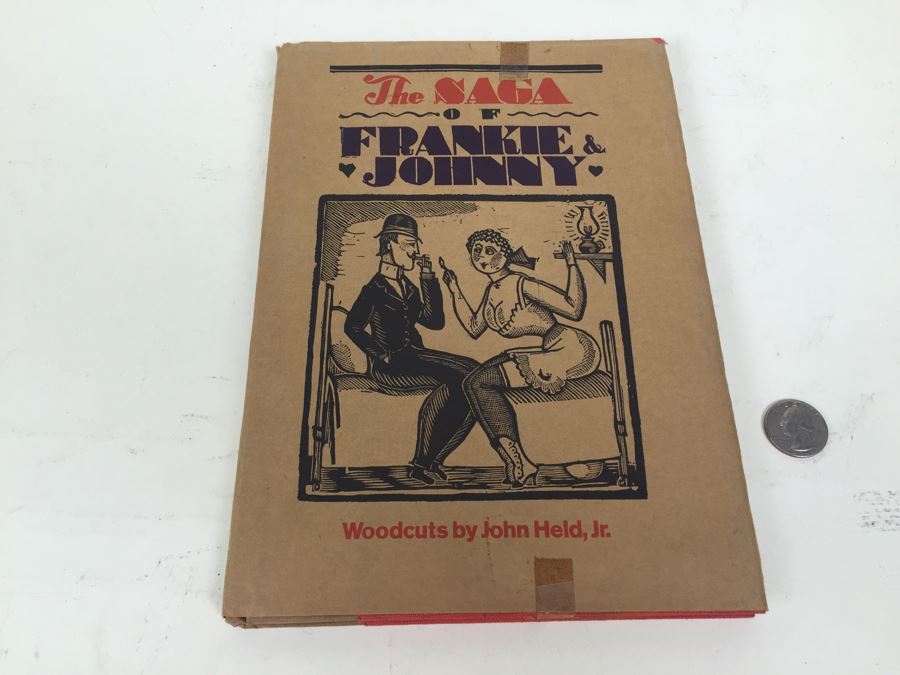 The SAGA
OF
FRANKIE &
JOHNNY
Woodcuts by John Held, Jr.